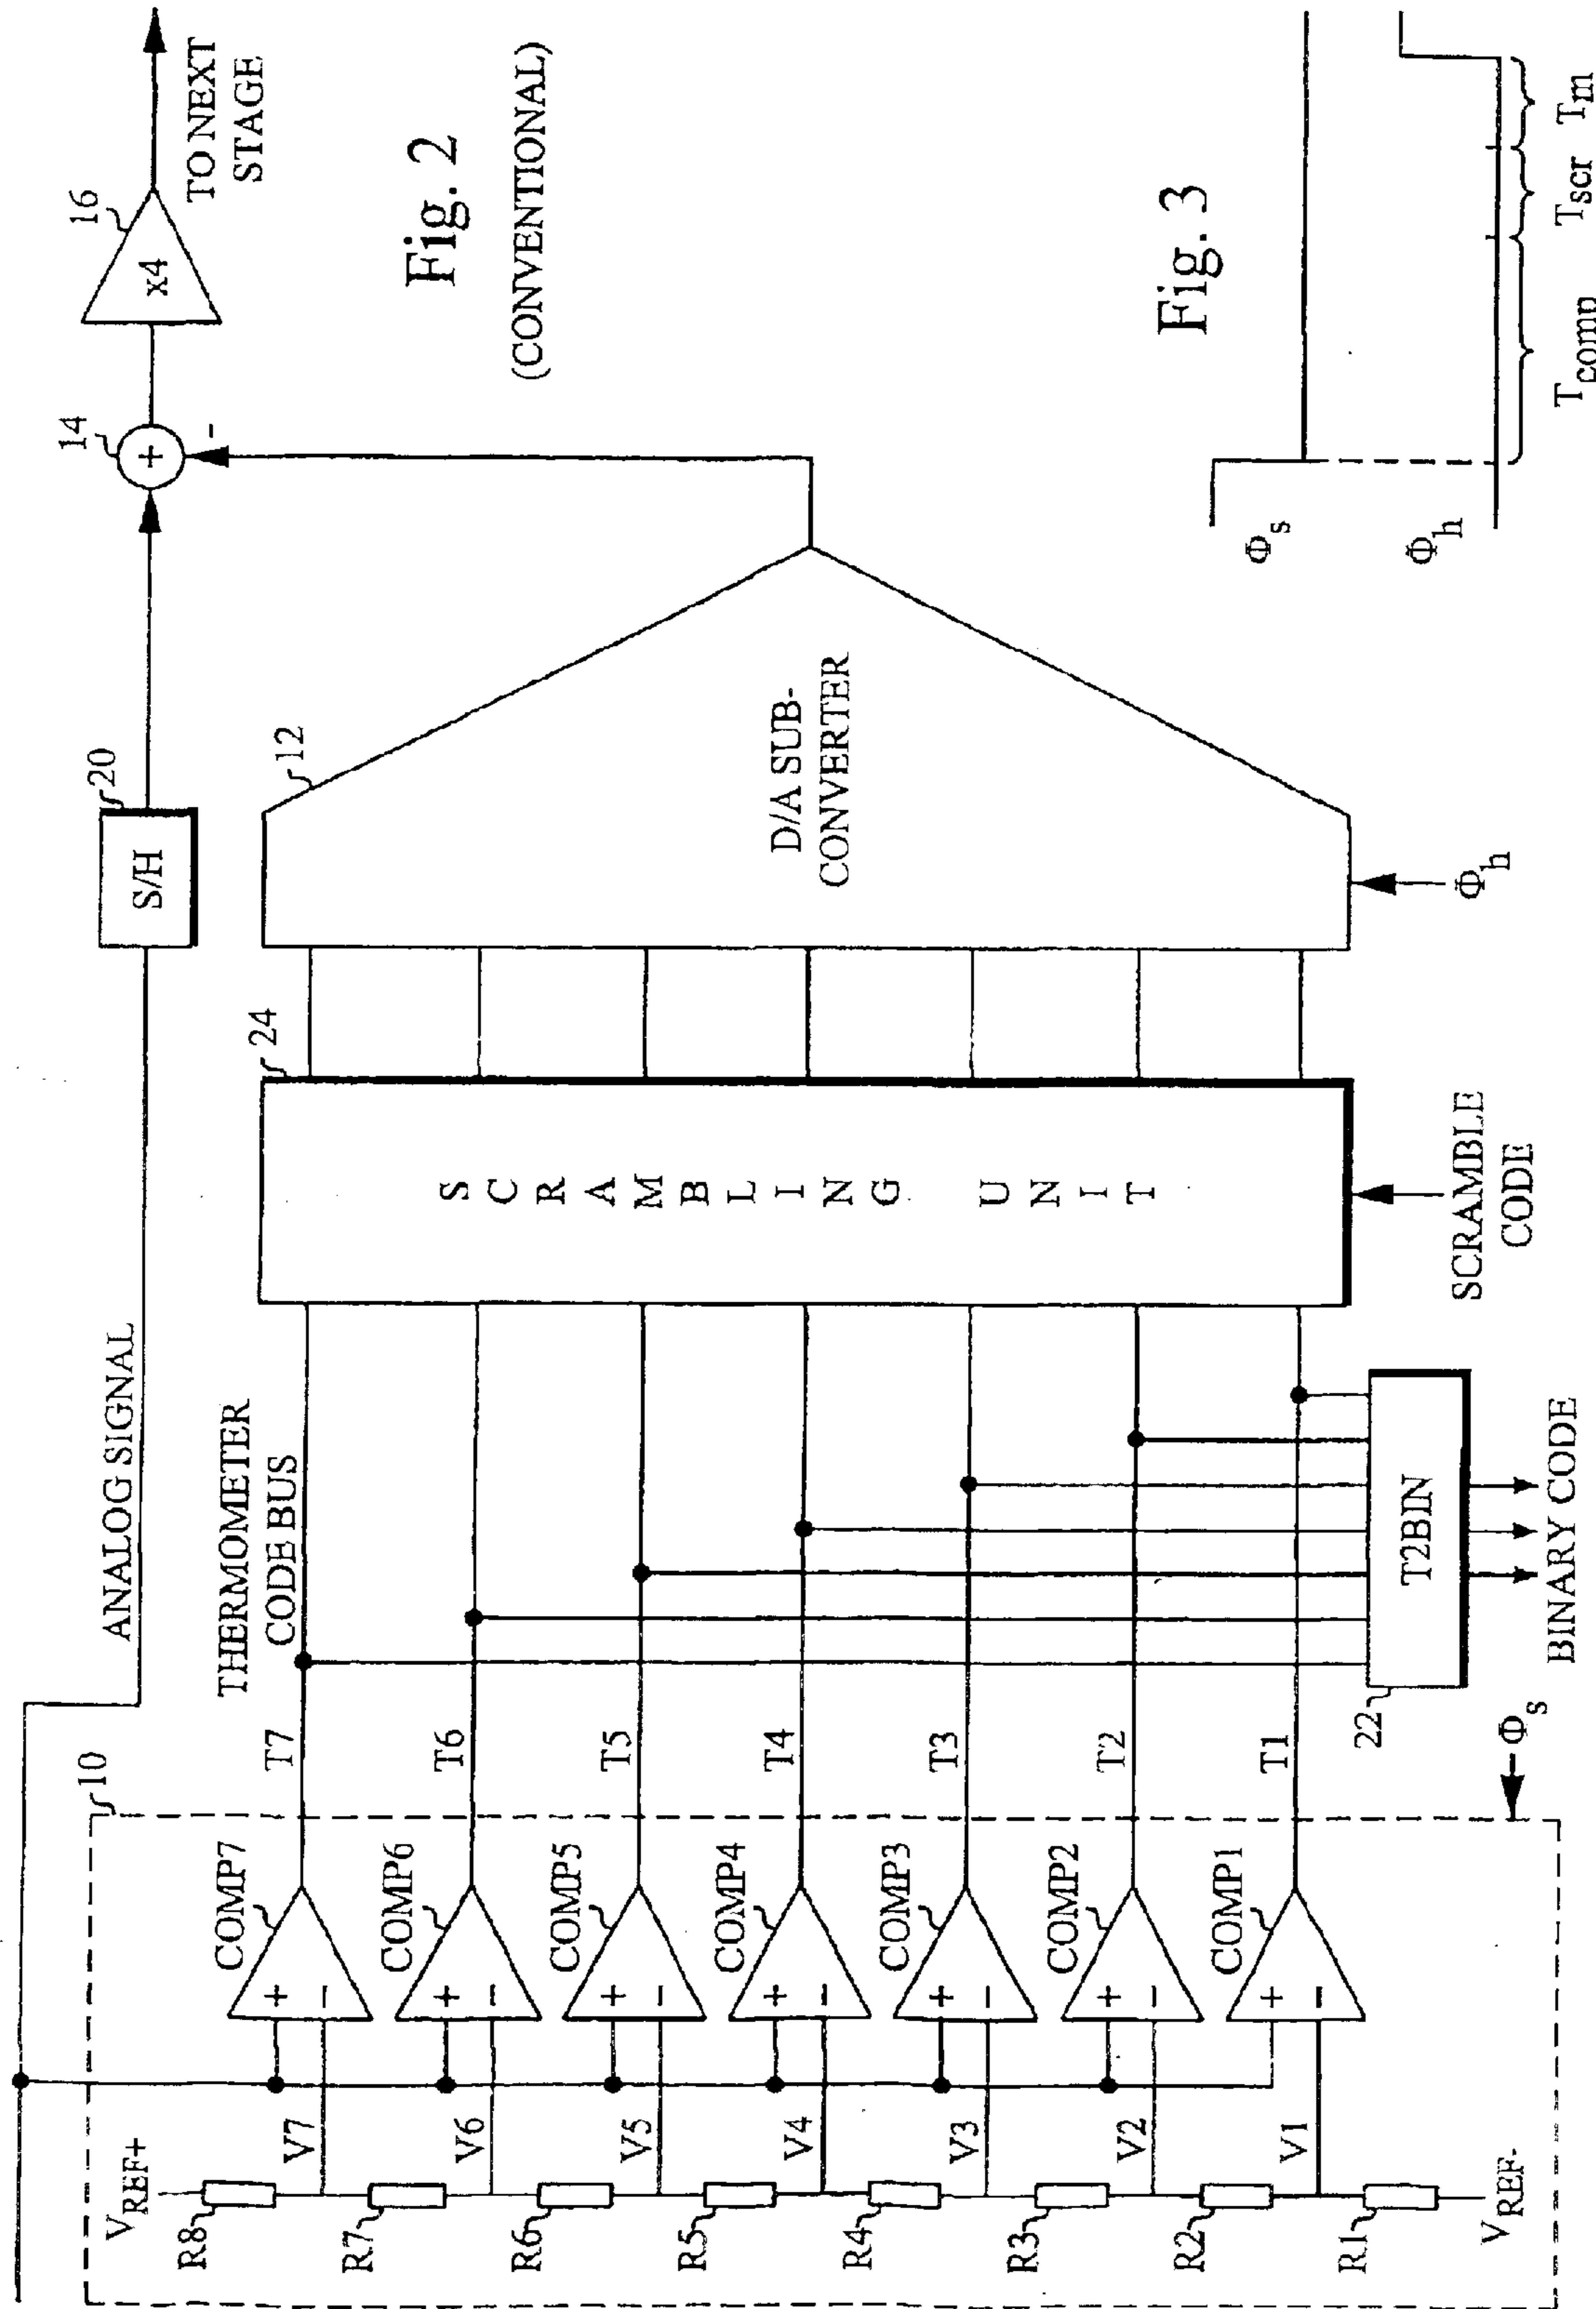 ANALOG SIGNAL
20
S/H
14
+
-
16
x4
TO NEXT
STAGE
10
VREF+
R8
R7
R6
R5
R4
R3
R2
R1
VREF-
V7
V6
V5
V4
V3
V2
V1
COMP7
+
−
COMP6
+
−
COMP5
+
−
COMP4
+
−
COMP3
+
−
COMP2
+
−
COMP1
+
−
T7
T6
T5
T4
T3
T2
T1
THERMOMETER
CODE BUS
Φs
22
T2BIN
BINARY CODE
24
SCRAMBLING UNIT
SCRAMBLE
CODE
12
D/A SUB-
CONVERTER
Φh
Fig. 2
(CONVENTIONAL)
Fig. 3
Φs
Φh
Tcomp
Tscr
Tm